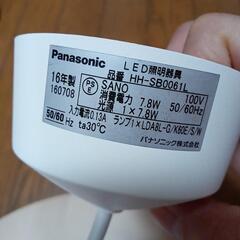 Panasonic LED照明器具
品番 HH-SB0061L
16年製 PSE SANO 100V
160708 消費電力 7.8W 50/60Hz
光源 1×7.8W
入力電流0.13A ランプ1×LDA8L-G/K60E/S/W
50/60 Hz ta30℃ パナソニック株式会社